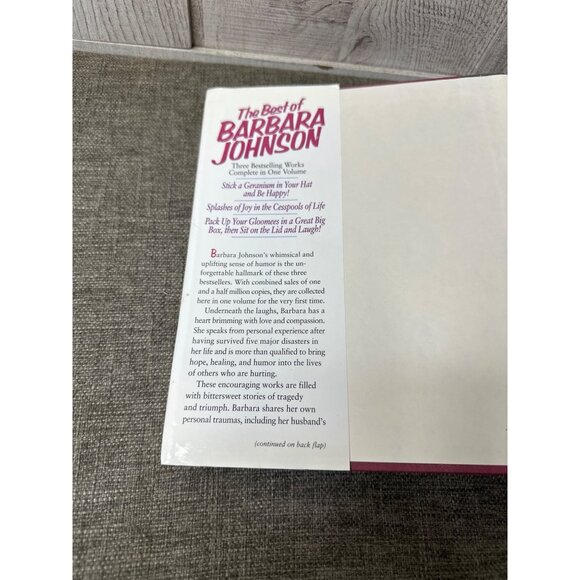 The Best of
BARBARA
JOHNSON
Three Bestselling Works
Complete in One Volume
Stick a Geranium in Your Hat
and Be Happy!
Splashes of Joy in the Cesspools of Life
Pack Up Your Gloomees in a Great Big
Box, then Sit on the Lid and Laugh!
Barbara Johnson's whimsical and
uplifting sense of humor is the un-
forgettable hallmark of these three
bestsellers. With combined sales of one
and a half million copies, they are collected
here in one volume for the very first time.
Underneath the laughs, Barbara has a
heart brimming with love and compassion.
She speaks from personal experience after
having survived five major disasters in
her life and is more than qualified to bring
hope, healing, and humor into the lives
of others who are hurting.
These encouraging works are filled
with bittersweet stories of tragedy
and triumph. Barbara shares her own
personal traumas, including her husband's
(continued on back flap)